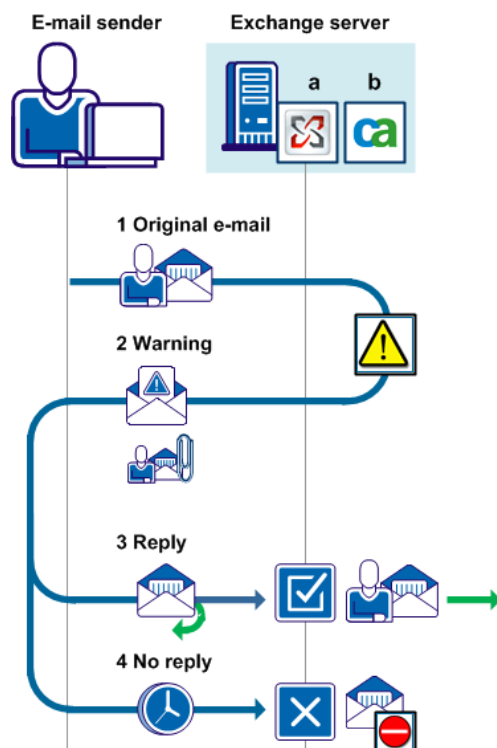 E-mail sender
Exchange server
a
b
ca
1 Original e-mail
2 Warning
3 Reply
4 No reply